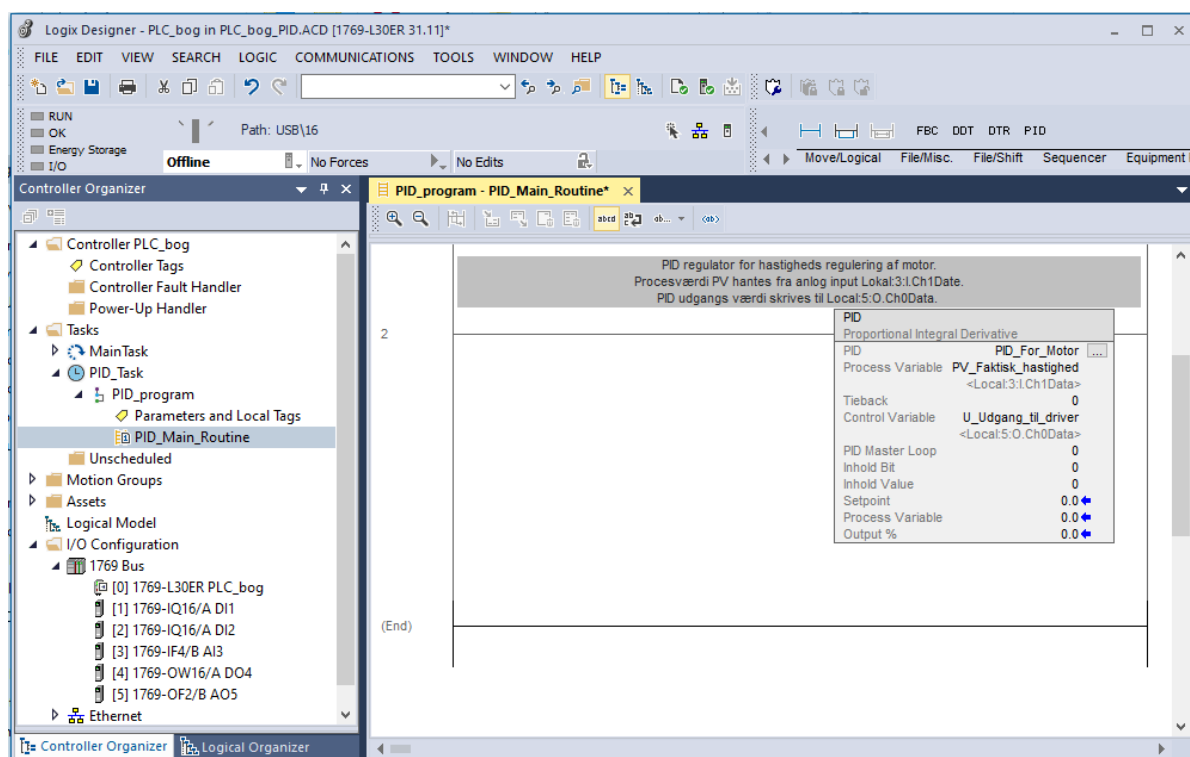 Logix Designer - PLC_bog in PLC_bog_PID.ACD [1769-L30ER 31.11]*
FILE EDIT VIEW SEARCH LOGIC COMMUNICATIONS TOOLS WINDOW HELP
RUN
OK
Energy Storage
I/O
Path: USB\16
Offline
No Forces
No Edits
FBC DDT DTR PID
Move/Logical File/Misc. File/Shift Sequencer Equipment
Controller Organizer
Controller PLC_bog
Controller Tags
Controller Fault Handler
Power-Up Handler
Tasks
MainTask
PID_Task
PID_program
Parameters and Local Tags
PID_Main_Routine
Unscheduled
Motion Groups
Assets
Logical Model
I/O Configuration
1769 Bus
[0] 1769-L30ER PLC_bog
[1] 1769-IQ16/A DI1
[2] 1769-IQ16/A DI2
[3] 1769-IF4/B AI3
[4] 1769-OW16/A DO4
[5] 1769-OF2/B AO5
Ethernet
Controller Organizer
Logical Organizer
PID_program - PID_Main_Routine*
abcd ab... <ab>
PID regulator for hastigheds regulering af motor.
Procesværdi PV hantes fra anlog input Lokal:3:I.Ch1Date.
PID udgangs værdi skrives til Local:5:O.Ch0Data.
2
PID
Proportional Integral Derivative
PID PID_For_Motor ...
Process Variable PV_Faktisk_hastighed
<Local:3:I.Ch1Data>
Tieback 0
Control Variable U_Udgang_til_driver
<Local:5:O.Ch0Data>
PID Master Loop 0
Inhold Bit 0
Inhold Value 0
Setpoint 0.0
Process Variable 0.0
Output % 0.0
(End)